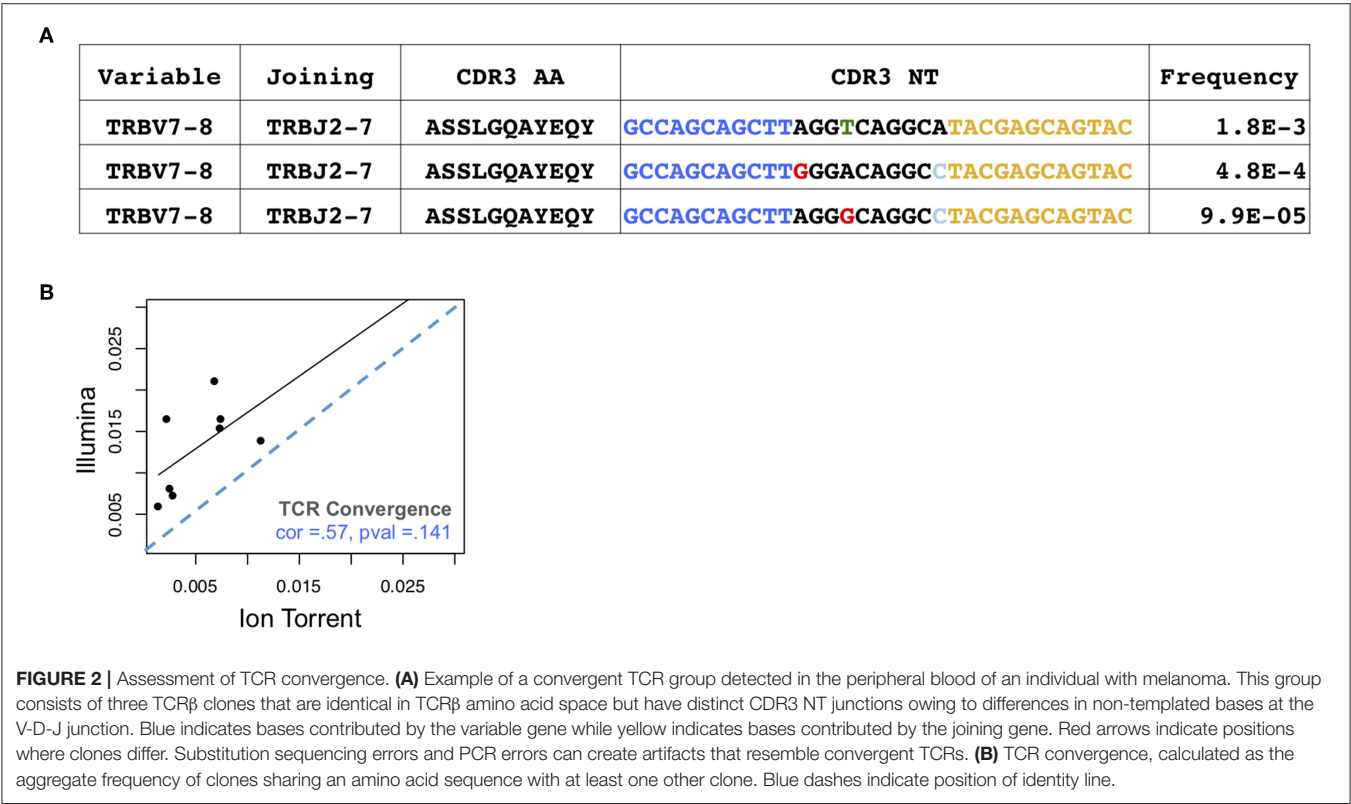 A
Variable Joining CDR3 AA CDR3 NT Frequency
TRBV7-8 TRBJ2-7 ASSLGQAYEQY GCCAGCAGCTTAGGTCAGGCATACGAGCAGTAC 1.8E-3
TRBV7-8 TRBJ2-7 ASSLGQAYEQY GCCAGCAGCTTGGGACAGGCCTACGAGCAGTAC 4.8E-4
TRBV7-8 TRBJ2-7 ASSLGQAYEQY GCCAGCAGCTTAGGGCAGGCCTACGAGCAGTAC 9.9E-05
B
Illumina
0.025
0.015
0.005
TCR Convergence
cor =.57, pval =.141
0.005 0.015 0.025
Ion Torrent
FIGURE 2 | Assessment of TCR convergence. (A) Example of a convergent TCR group detected in the peripheral blood of an individual with melanoma. This group
consists of three TCRβ clones that are identical in TCRβ amino acid space but have distinct CDR3 NT junctions owing to differences in non-templated bases at the
V-D-J junction. Blue indicates bases contributed by the variable gene while yellow indicates bases contributed by the joining gene. Red arrows indicate positions
where clones differ. Substitution sequencing errors and PCR errors can create artifacts that resemble convergent TCRs. (B) TCR convergence, calculated as the
aggregate frequency of clones sharing an amino acid sequence with at least one other clone. Blue dashes indicate position of identity line.